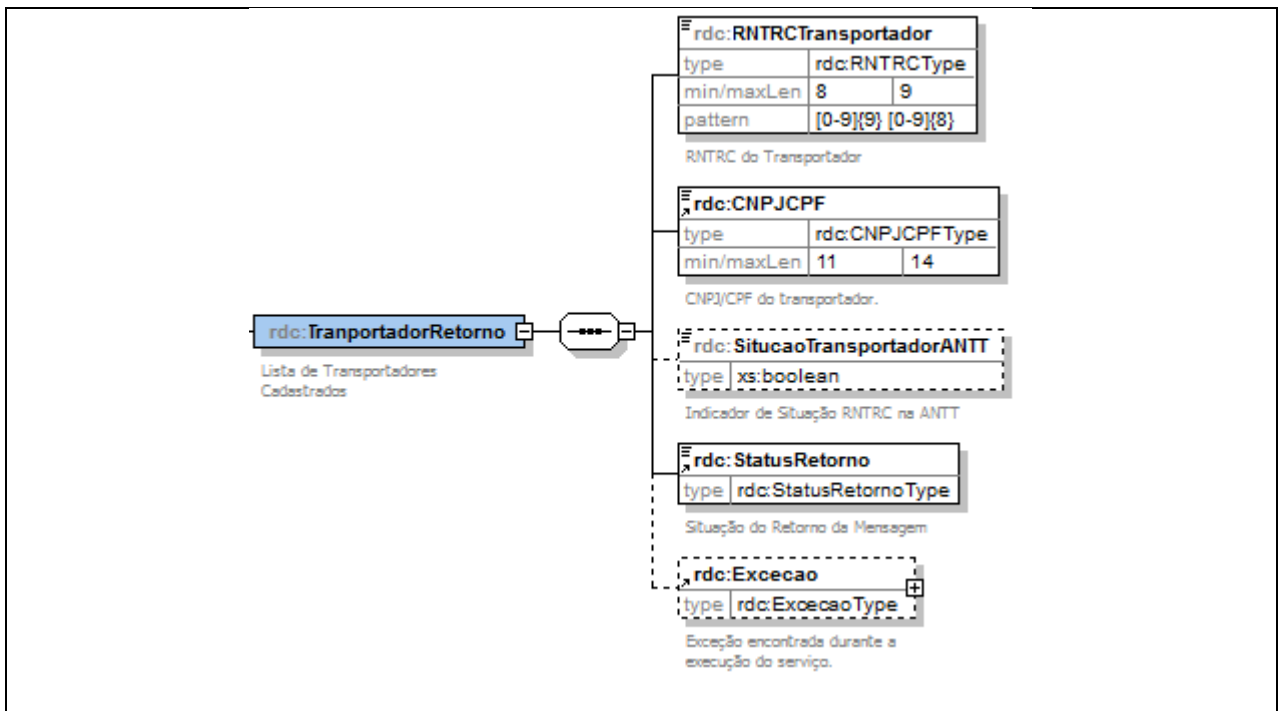 rdc:RNTRCTransportador
type rdc:RNTRCType
min/maxLen 8 9
pattern [0-9]{9} [0-9]{8}
RNTRC do Transportador
rdc:CNPJCPF
type rdc:CNPJCPFType
min/maxLen 11 14
CNPJ/CPF do transportador.
rdc:TranportadorRetorno
Lista de Transportadores
Cadastrados
rdc:SitucaoTransportadorANTT
type xs:boolean
Indicador de Situação RNTRC na ANTT
rdc:StatusRetorno
type rdc:StatusRetornoType
Situação do Retorno da Mensagem
rdc:Excecao
type rdc:ExcecaoType
Exceção encontrada durante a
execução do serviço.